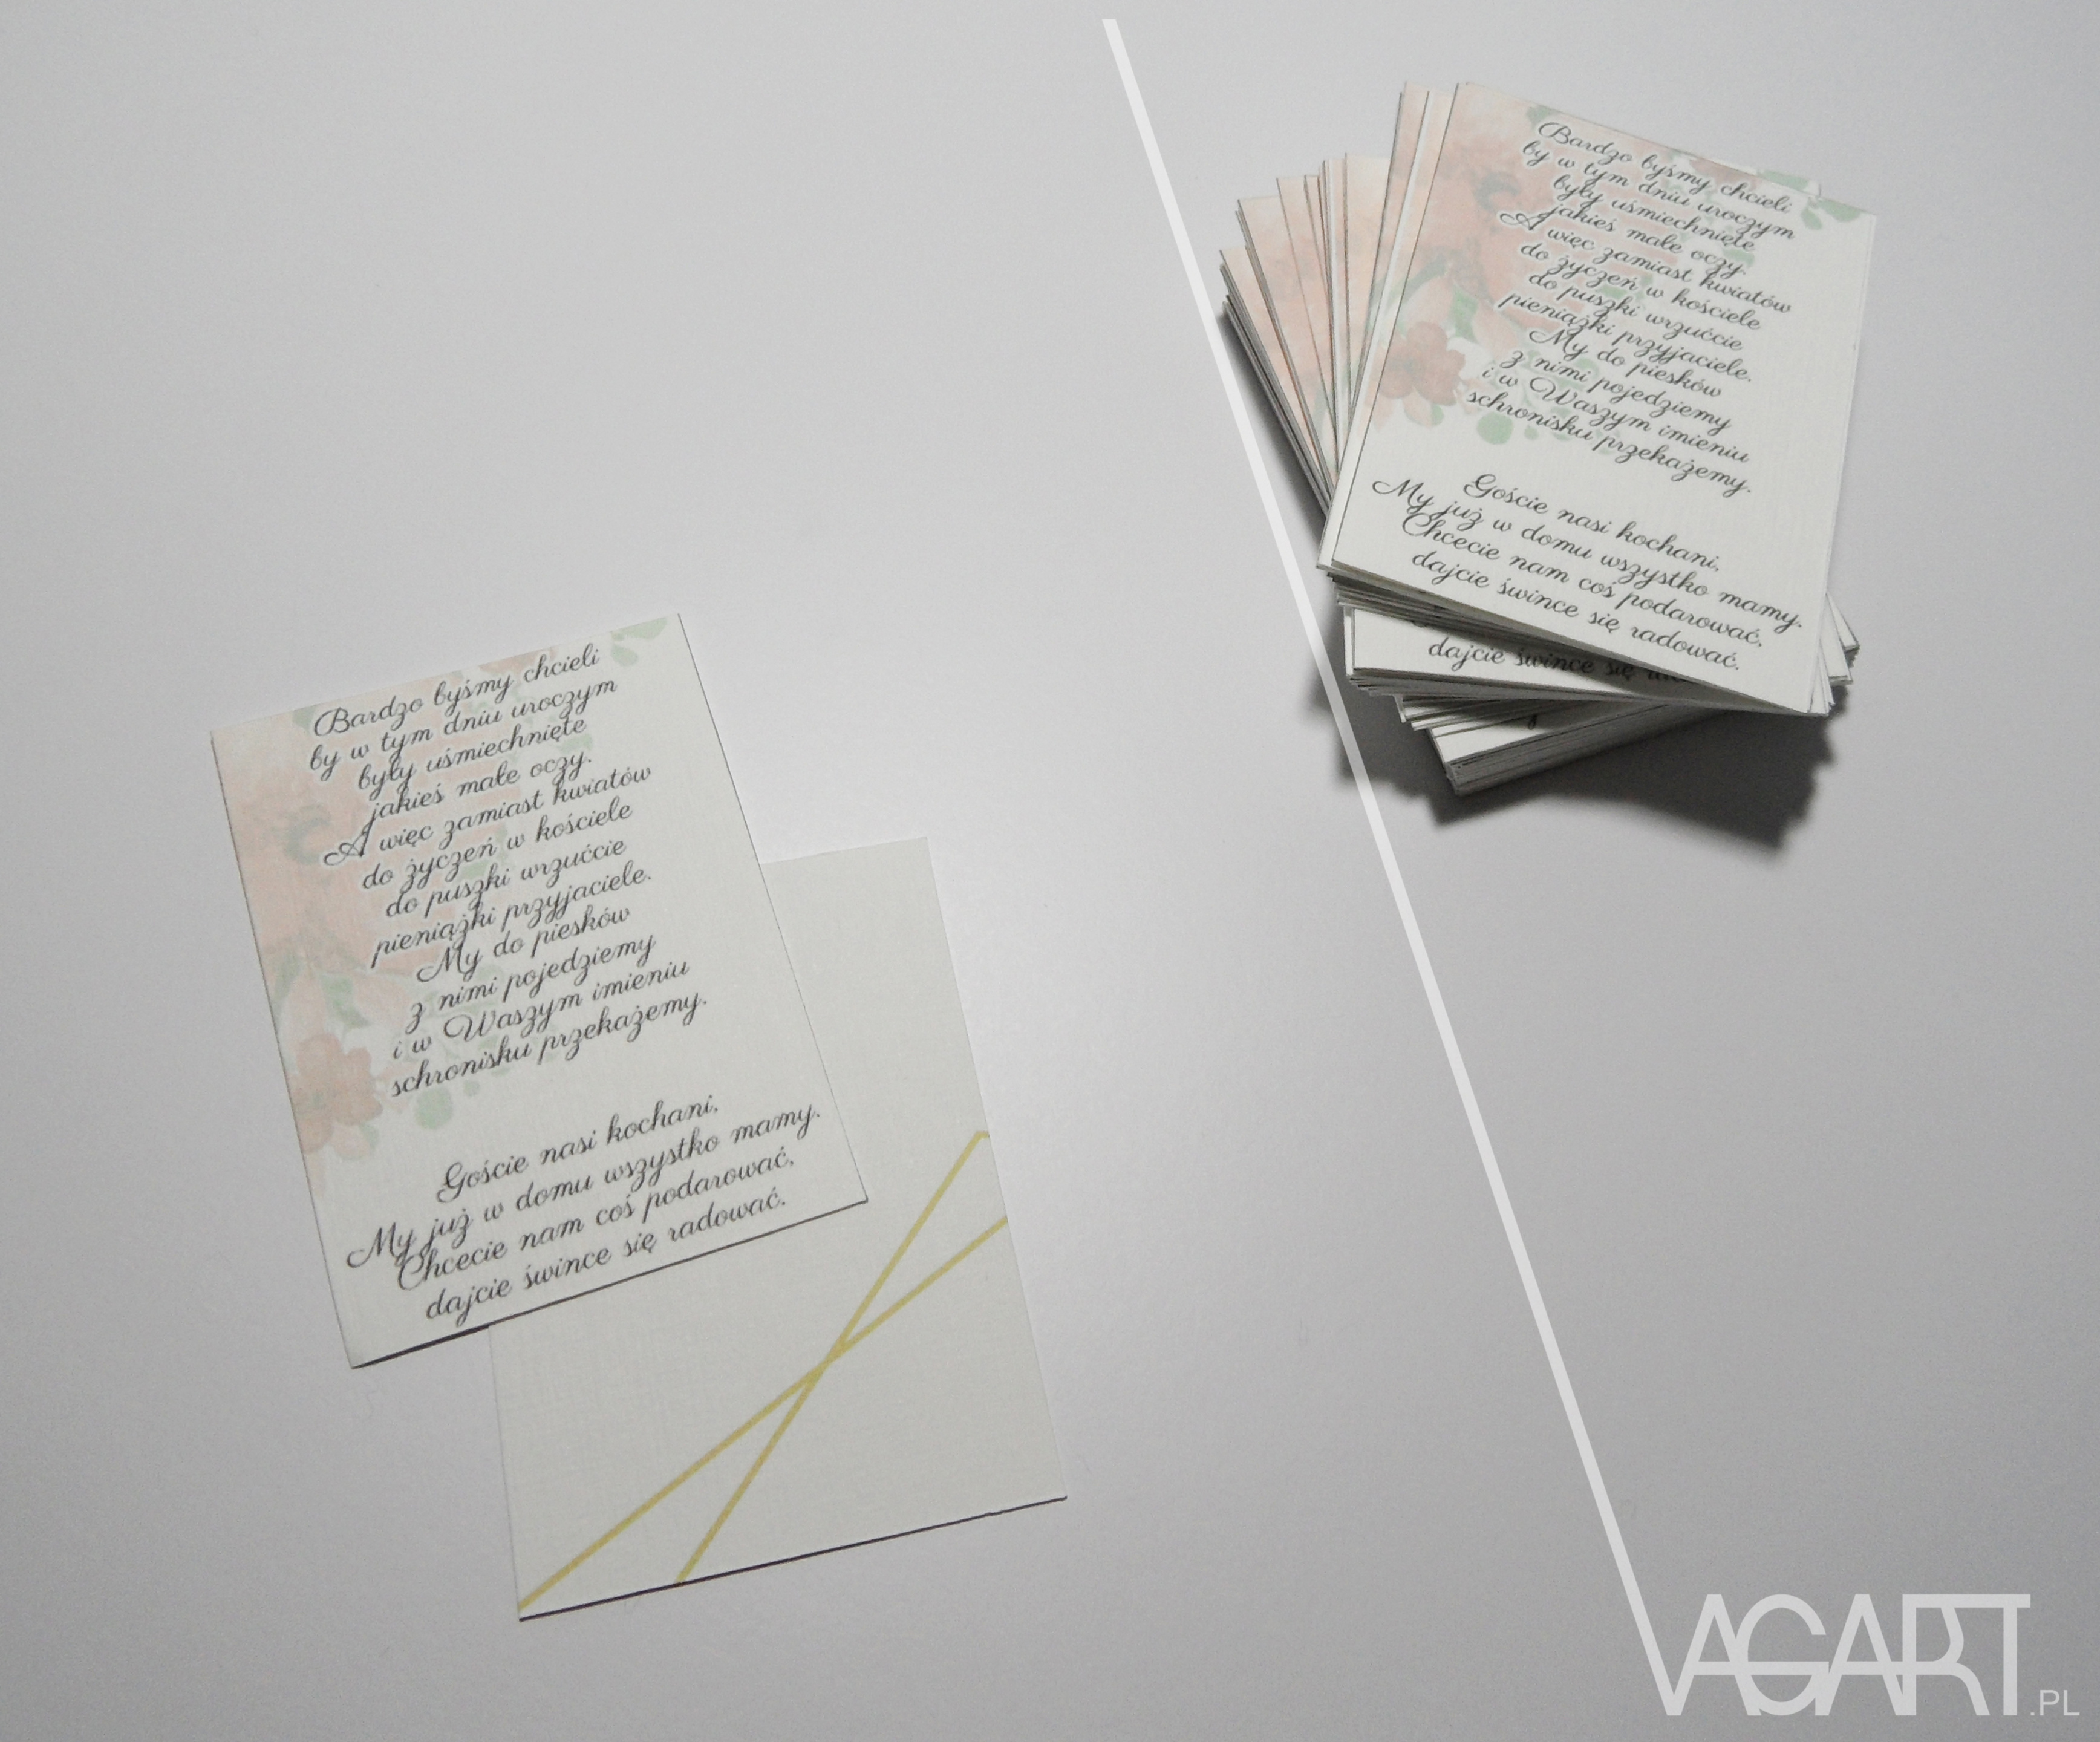 Bardzo byśmy chcieli
by w tym dniu uroczym
były uśmiechnięte
jakieś małe oczy.
A więc zamiast kwiatów
do życzeń w kościele
do puszki wrzućcie
pieniążki przyjaciele.
My do piesków
z nimi pojedziemy
i w Waszym imieniu
schronisku przekażemy.
Goście nasi kochani,
My już w domu wszystko mamy.
Chcecie nam coś podarować,
dajcie śwince się radować.
Bardzo byśmy chcieli
by w tym dniu uroczym
były uśmiechnięte
jakieś małe oczy.
A więc zamiast kwiatów
do życzeń w kościele
do puszki wrzućcie
pieniążki przyjaciele.
My do piesków
z nimi pojedziemy
i w Waszym imieniu
schronisku przekażemy.
Goście nasi kochani,
My już w domu wszystko mamy.
Chcecie nam coś podarować,
dajcie śwince się radować.
dajcie śwince się
VAGART.PL